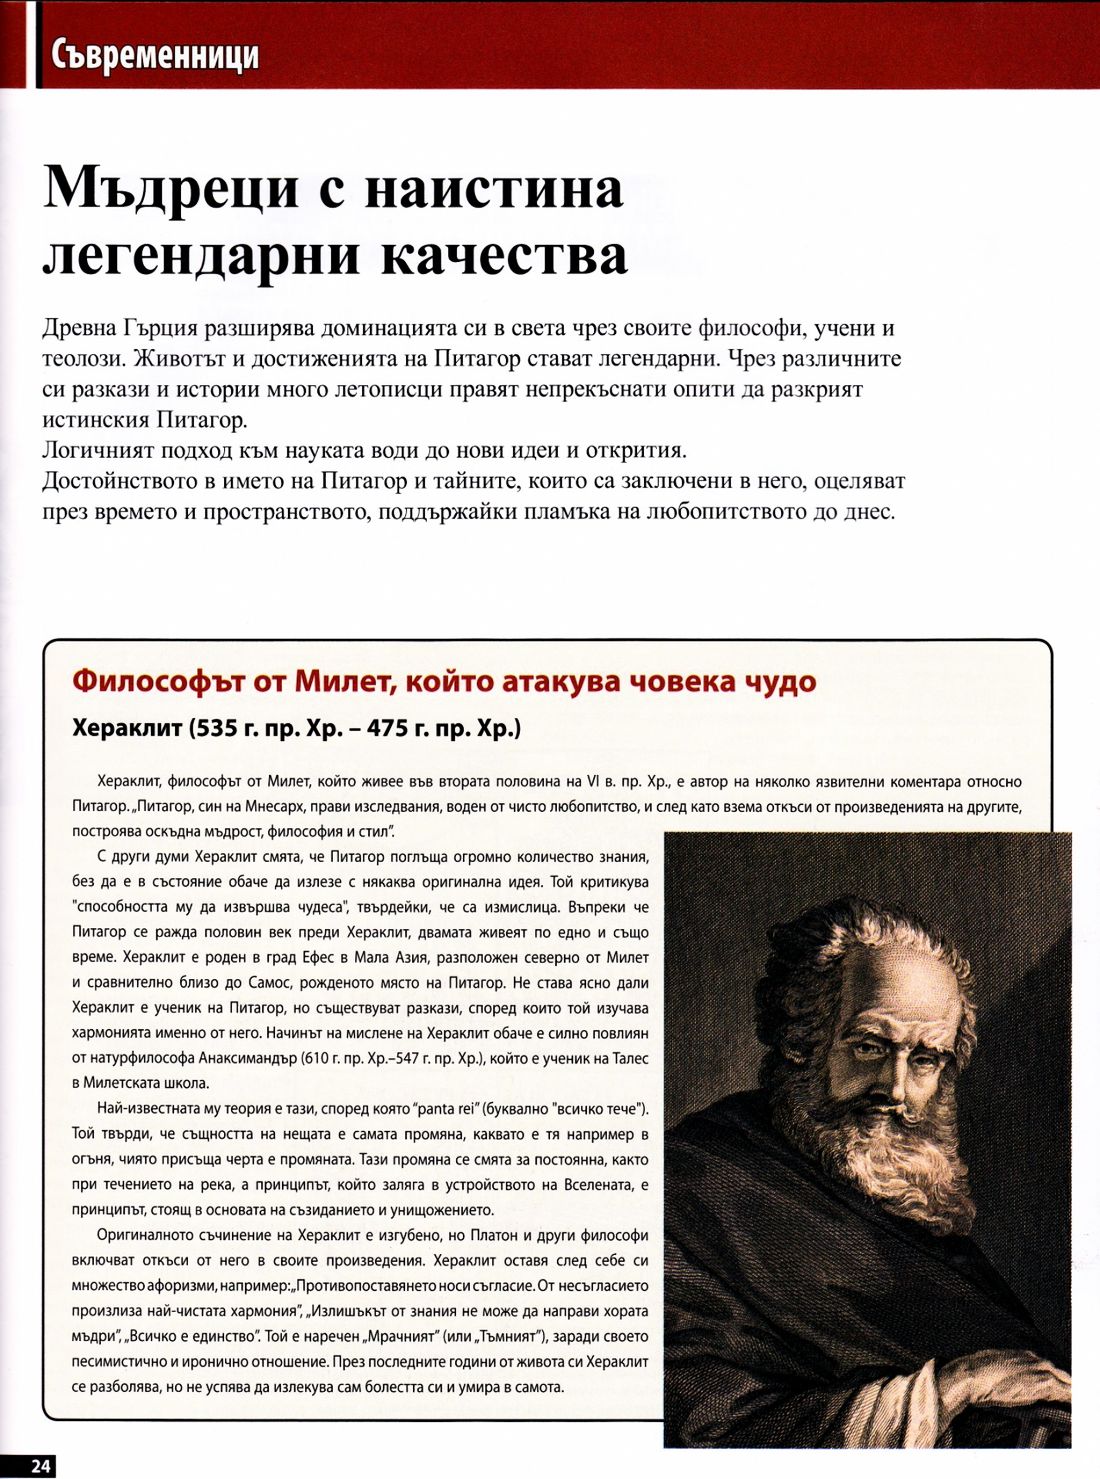 Съвременници
Мъдреци с наистина
легендарни качества
Древна Гърция разширява доминацията си в света чрез своите философи, учени и
теолози. Животът и достиженията на Питагор стават легендарни. Чрез различните
си разкази и истории много летописци правят непрекъснати опити да разкрият
истинския Питагор.
Логичният подход към науката води до нови идеи и открития.
Достойнството в името на Питагор и тайните, които са заключени в него, оцеляват
през времето и пространството, поддържайки пламъка на любопитството до днес.
Философът от Милет, който атакува човека чудо
Хераклит (535 г. пр. Хр. – 475 г. пр. Хр.)
Хераклит, философът от Милет, който живее във втората половина на VI в. пр. Хр., е автор на няколко язвителни коментара относно
Питагор. „Питагор, син на Мнесарх, прави изследвания, воден от чисто любопитство, и след като взема откъси от произведенията на другите,
построява оскъдна мъдрост, философия и стил”.
С други думи Хераклит смята, че Питагор поглъща огромно количество знания,
без да е в състояние обаче да излезе с някаква оригинална идея. Той критикува
"способността му да извършва чудеса", твърдейки, че са измислица. Въпреки че
Питагор се ражда половин век преди Хераклит, двамата живеят по едно и също
време. Хераклит е роден в град Ефес в Мала Азия, разположен северно от Милет
и сравнително близо до Самос, рожденото място на Питагор. Не става ясно дали
Хераклит е ученик на Питагор, но съществуват разкази, според които той изучава
хармонията именно от него. Начинът на мислене на Хераклит обаче е силно повлиян
от натурфилософа Анаксимандър (610 г. пр. Хр.–547 г. пр. Хр.), който е ученик на Талес
в Милетската школа.
Най-известната му теория е тази, според която “panta rei” (буквално "всичко тече").
Той твърди, че същността на нещата е самата промяна, каквато е тя например в
огъня, чиято присъща черта е промяната. Тази промяна се смята за постоянна, както
при течението на река, а принципът, който заляга в устройството на Вселената, е
принципът, стоящ в основата на съзиданието и унищожението.
Оригиналното съчинение на Хераклит е изгубено, но Платон и други философи
включват откъси от него в своите произведения. Хераклит оставя след себе си
множество афоризми, например: „Противопоставянето носи съгласие. От несъгласието
произлиза най-чистата хармония”, „Излишъкът от знания не може да направи хората
мъдри”, „Всичко е единство”. Той е наречен „Мрачният” (или „Тъмният”), заради своето
песимистично и иронично отношение. През последните години от живота си Хераклит
се разболява, но не успява да излекува сам болестта си и умира в самота.
24